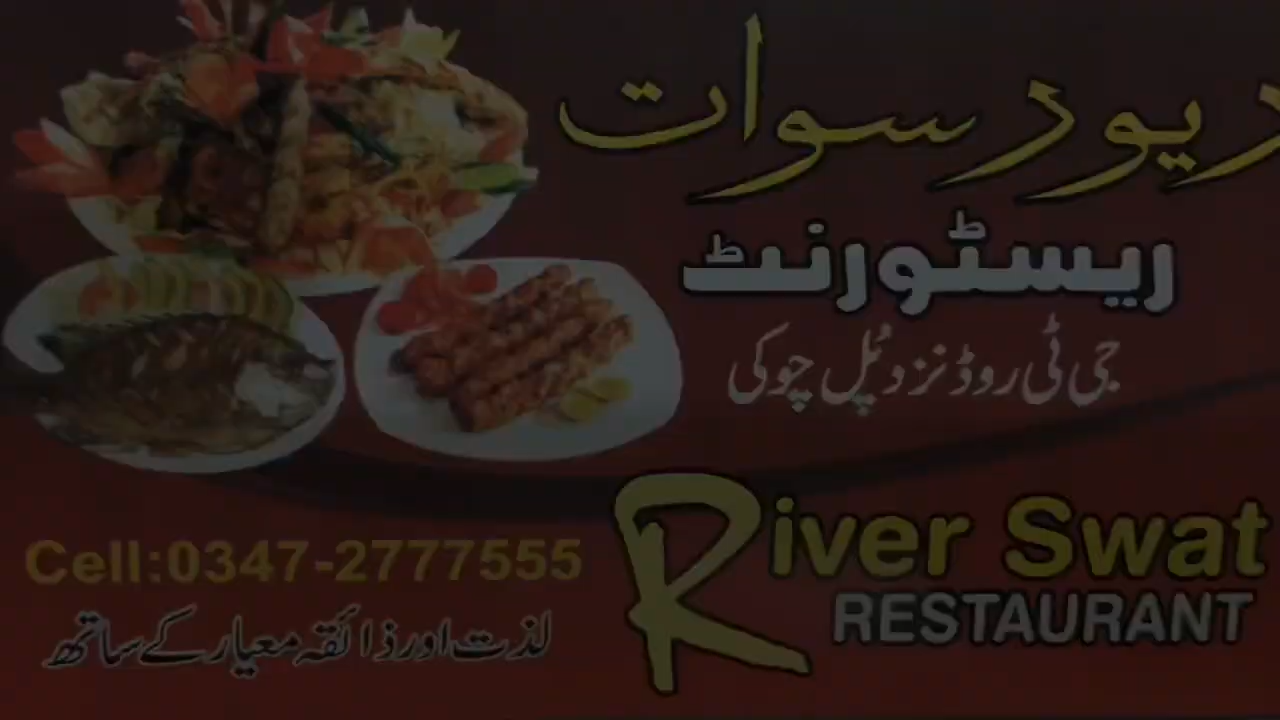 ریور سوات
ریسٹورنٹ
جی ٹی روڈ نزد پُل چوکی
River Swat
RESTAURANT
Cell:0347-2777555
لذت اور ذائقہ معیار کے ساتھ